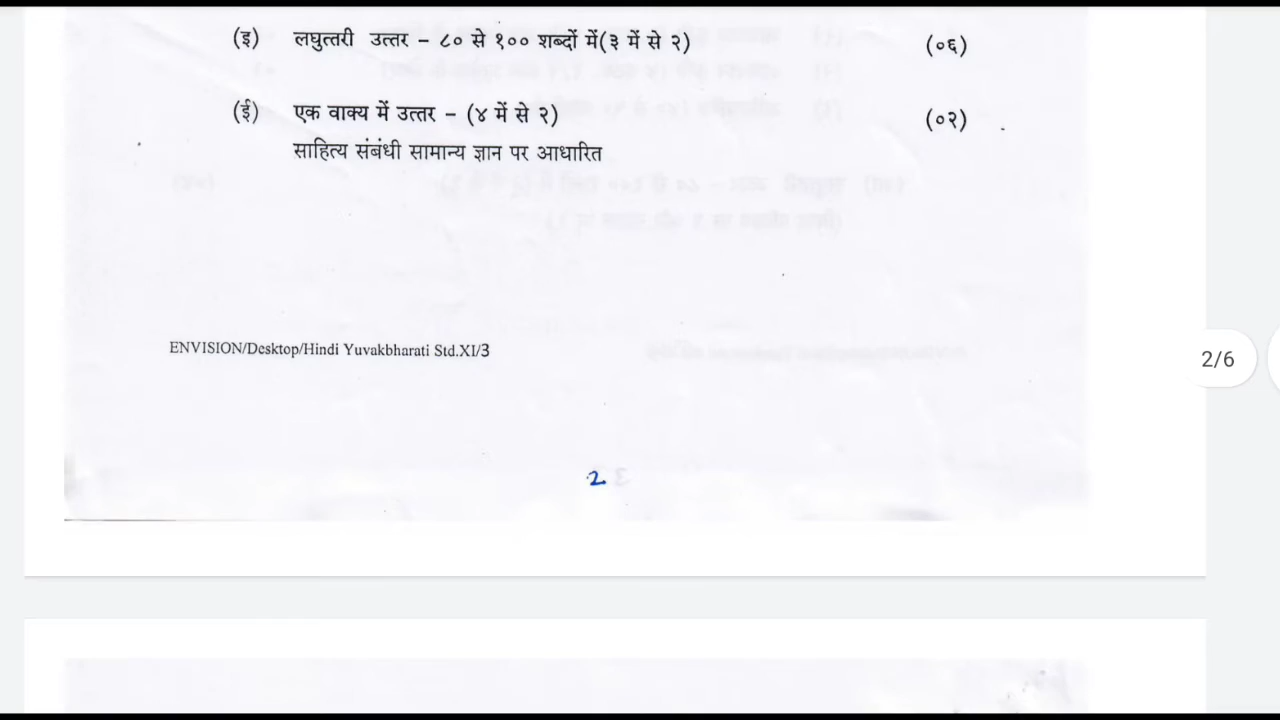 (इ) लघुत्तरी उत्तर – ८० से १०० शब्दों में(३ में से २) (०६)
(ई) एक वाक्य में उत्तर – (४ में से २) (०२)
साहित्य संबंधी सामान्य ज्ञान पर आधारित
ENVISION/Desktop/Hindi Yuvakbharati Std.XI/3
2/6
2